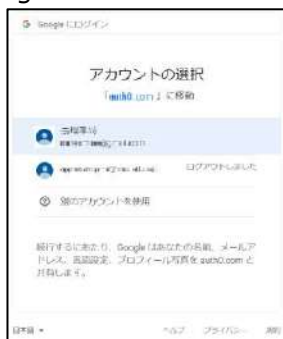 Google にログイン
アカウントの選択
「auth0.com」に移動
ログアウトしました
別のアカウントを使用
続行するにあたり、Google はあなたの名前、メールア
ドレス、言語設定、プロフィール写真を auth0.com と
共有します。
日本語
ヘルプ プライバシー 規約